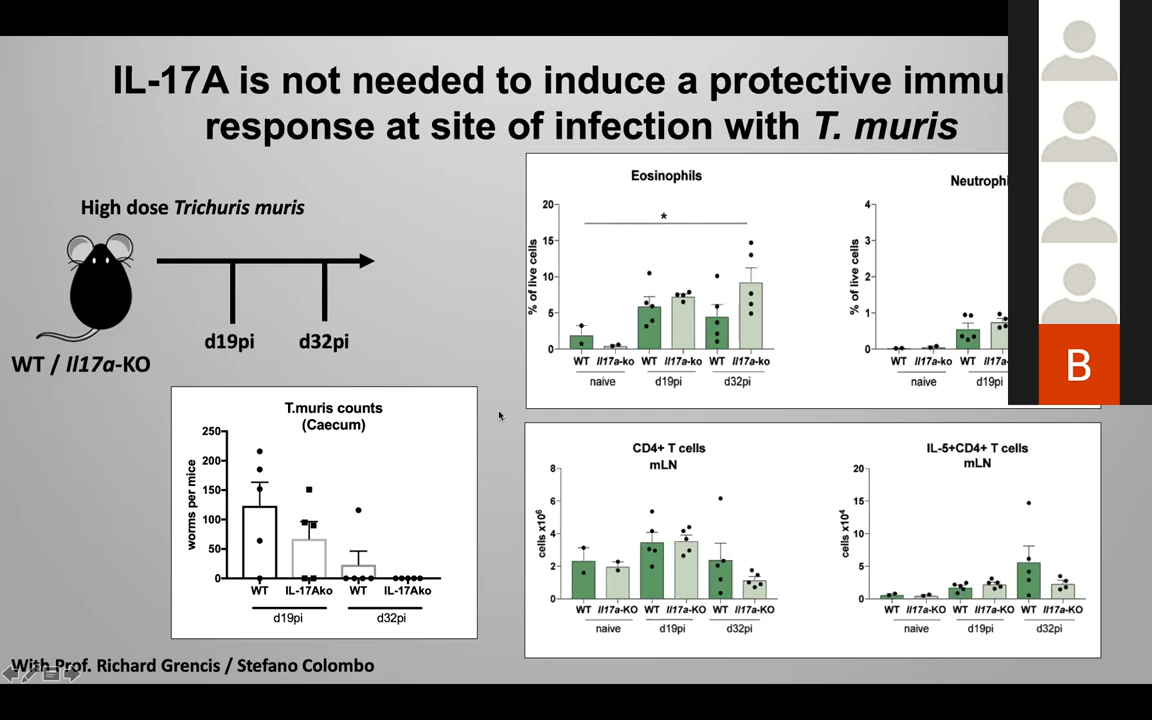 IL-17A is not needed to induce a protective immu
response at site of infection with T. muris
High dose Trichuris muris
d19pi
d32pi
WT / Il17a-KO
T.muris counts
(Caecum)
worms per mice
250
200
150
100
50
0
WT IL-17Ako WT IL-17Ako
d19pi d32pi
Eosinophils
% of live cells
20
15
10
5
0
*
WT Il17a-ko WT Il17a-ko WT Il17a-ko
naive d19pi d32pi
Neutrophi
% of live cells
4
3
2
1
0
WT Il17a-ko WT Il17a-
naive d19pi
CD4+ T cells
mLN
cells x10⁶
8
6
4
2
0
WT Il17a-KO WT Il17a-KO WT Il17a-KO
naive d19pi d32pi
IL-5+CD4+ T cells
mLN
cells x10⁴
20
15
10
5
0
WT Il17a-KO WT Il17a-KO WT Il17a-KO
naive d19pi d32pi
With Prof. Richard Grencis / Stefano Colombo
B